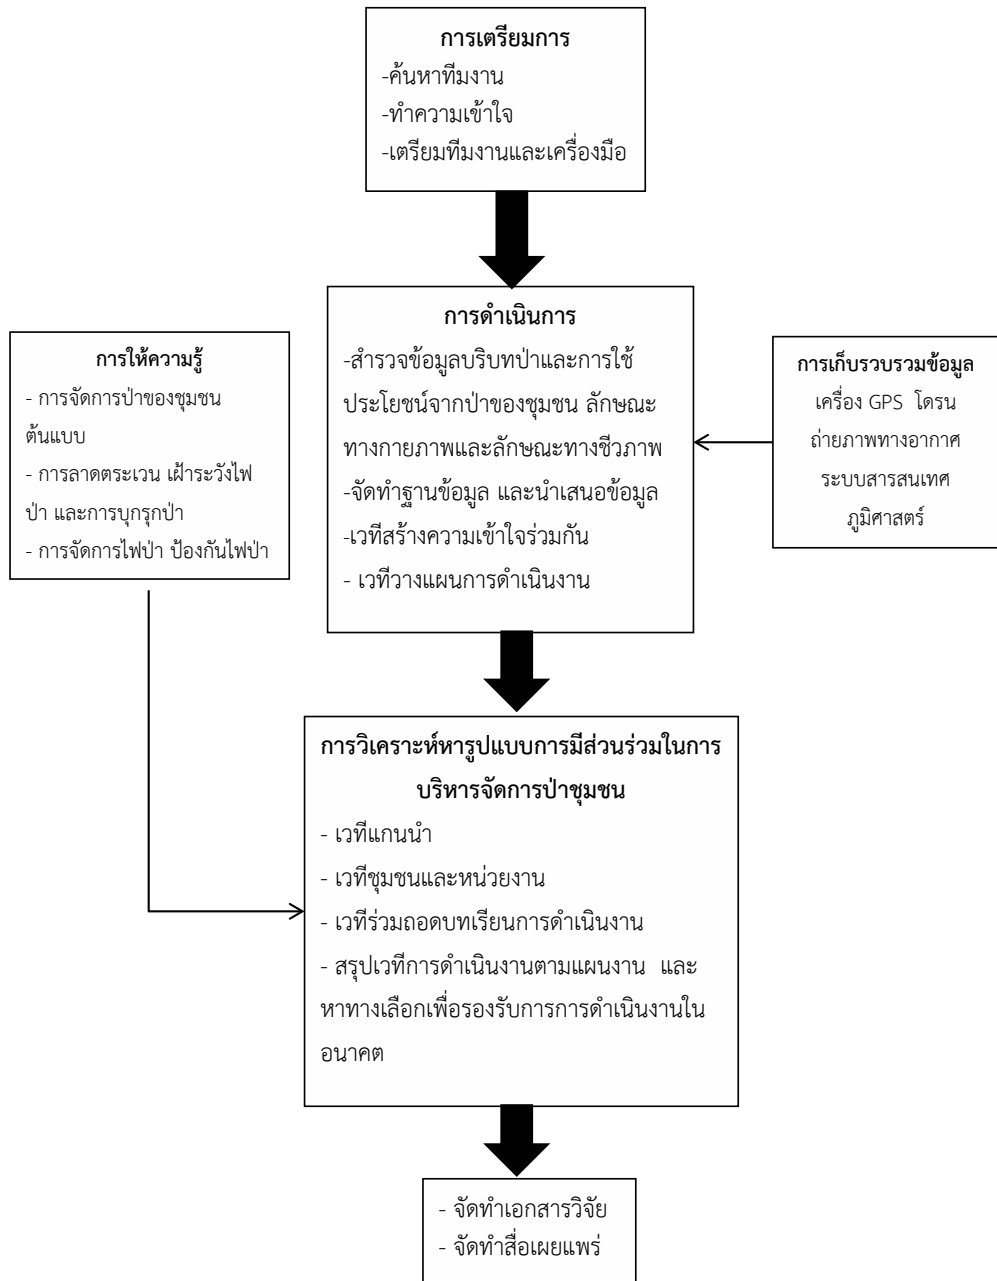 การเตรียมการ
-ค้นหาทีมงาน
-ทำความเข้าใจ
-เตรียมทีมงานและเครื่องมือ
การดำเนินการ
-สำรวจข้อมูลบริบทป่าและการใช้
ประโยชน์จากป่าของชุมชน ลักษณะ
ทางกายภาพและลักษณะทางชีวภาพ
-จัดทำฐานข้อมูล และนำเสนอข้อมูล
-เวทีสร้างความเข้าใจร่วมกัน
- เวทีวางแผนการดำเนินงาน
การให้ความรู้
- การจัดการป่าของชุมชน
ต้นแบบ
- การลาดตระเวน เฝ้าระวังไฟ
ป่า และการบุกรุกป่า
- การจัดการไฟป่า ป้องกันไฟป่า
การเก็บรวบรวมข้อมูล
เครื่อง GPS โดรน
ถ่ายภาพทางอากาศ
ระบบสารสนเทศ
ภูมิศาสตร์
การวิเคราะห์หารูปแบบการมีส่วนร่วมในการ
บริหารจัดการป่าชุมชน
- เวทีแกนนำ
- เวทีชุมชนและหน่วยงาน
- เวทีร่วมถอดบทเรียนการดำเนินงาน
- สรุปเวทีการดำเนินงานตามแผนงาน และ
หาทางเลือกเพื่อรองรับการการดำเนินงานใน
อนาคต
- จัดทำเอกสารวิจัย
- จัดทำสื่อเผยแพร่